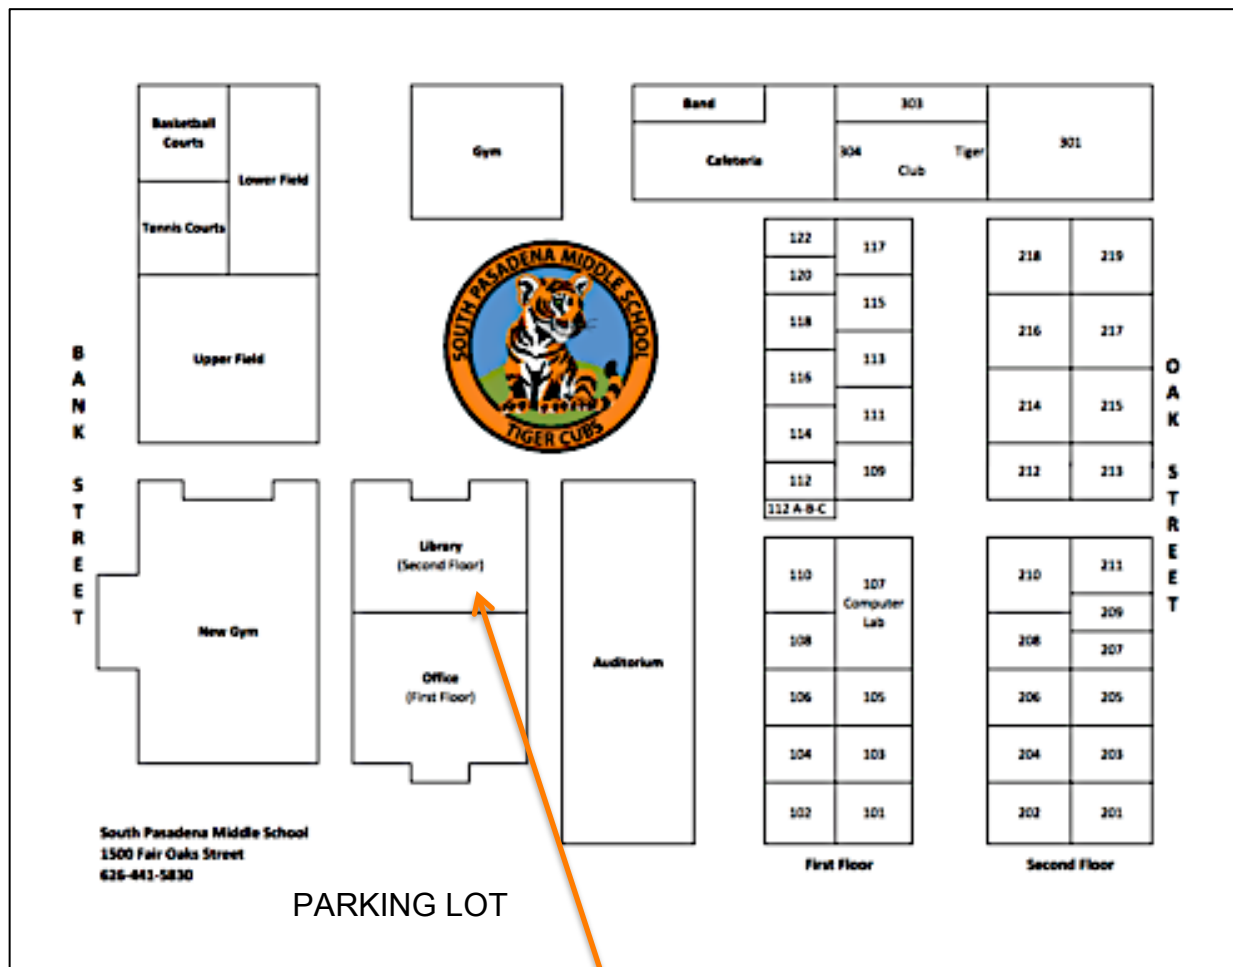 Basketball
Courts
Lower Field
Tennis Courts
Upper Field
Gym
Band
Cafeteria
303
304
Tiger
Club
301
SOUTH PASADENA MIDDLE SCHOOL
TIGER CUBS
BANK STREET
OAK STREET
122
120
118
116
114
112
112 A-B-C
117
115
113
111
109
218
219
216
217
214
215
212
213
New Gym
Library
(Second Floor)
Office
(First Floor)
Auditorium
110
107
Computer
Lab
108
106
105
104
103
102
101
First Floor
210
211
209
208
207
206
205
204
203
202
201
Second Floor
South Pasadena Middle School
1500 Fair Oaks Street
626-441-5830
PARKING LOT